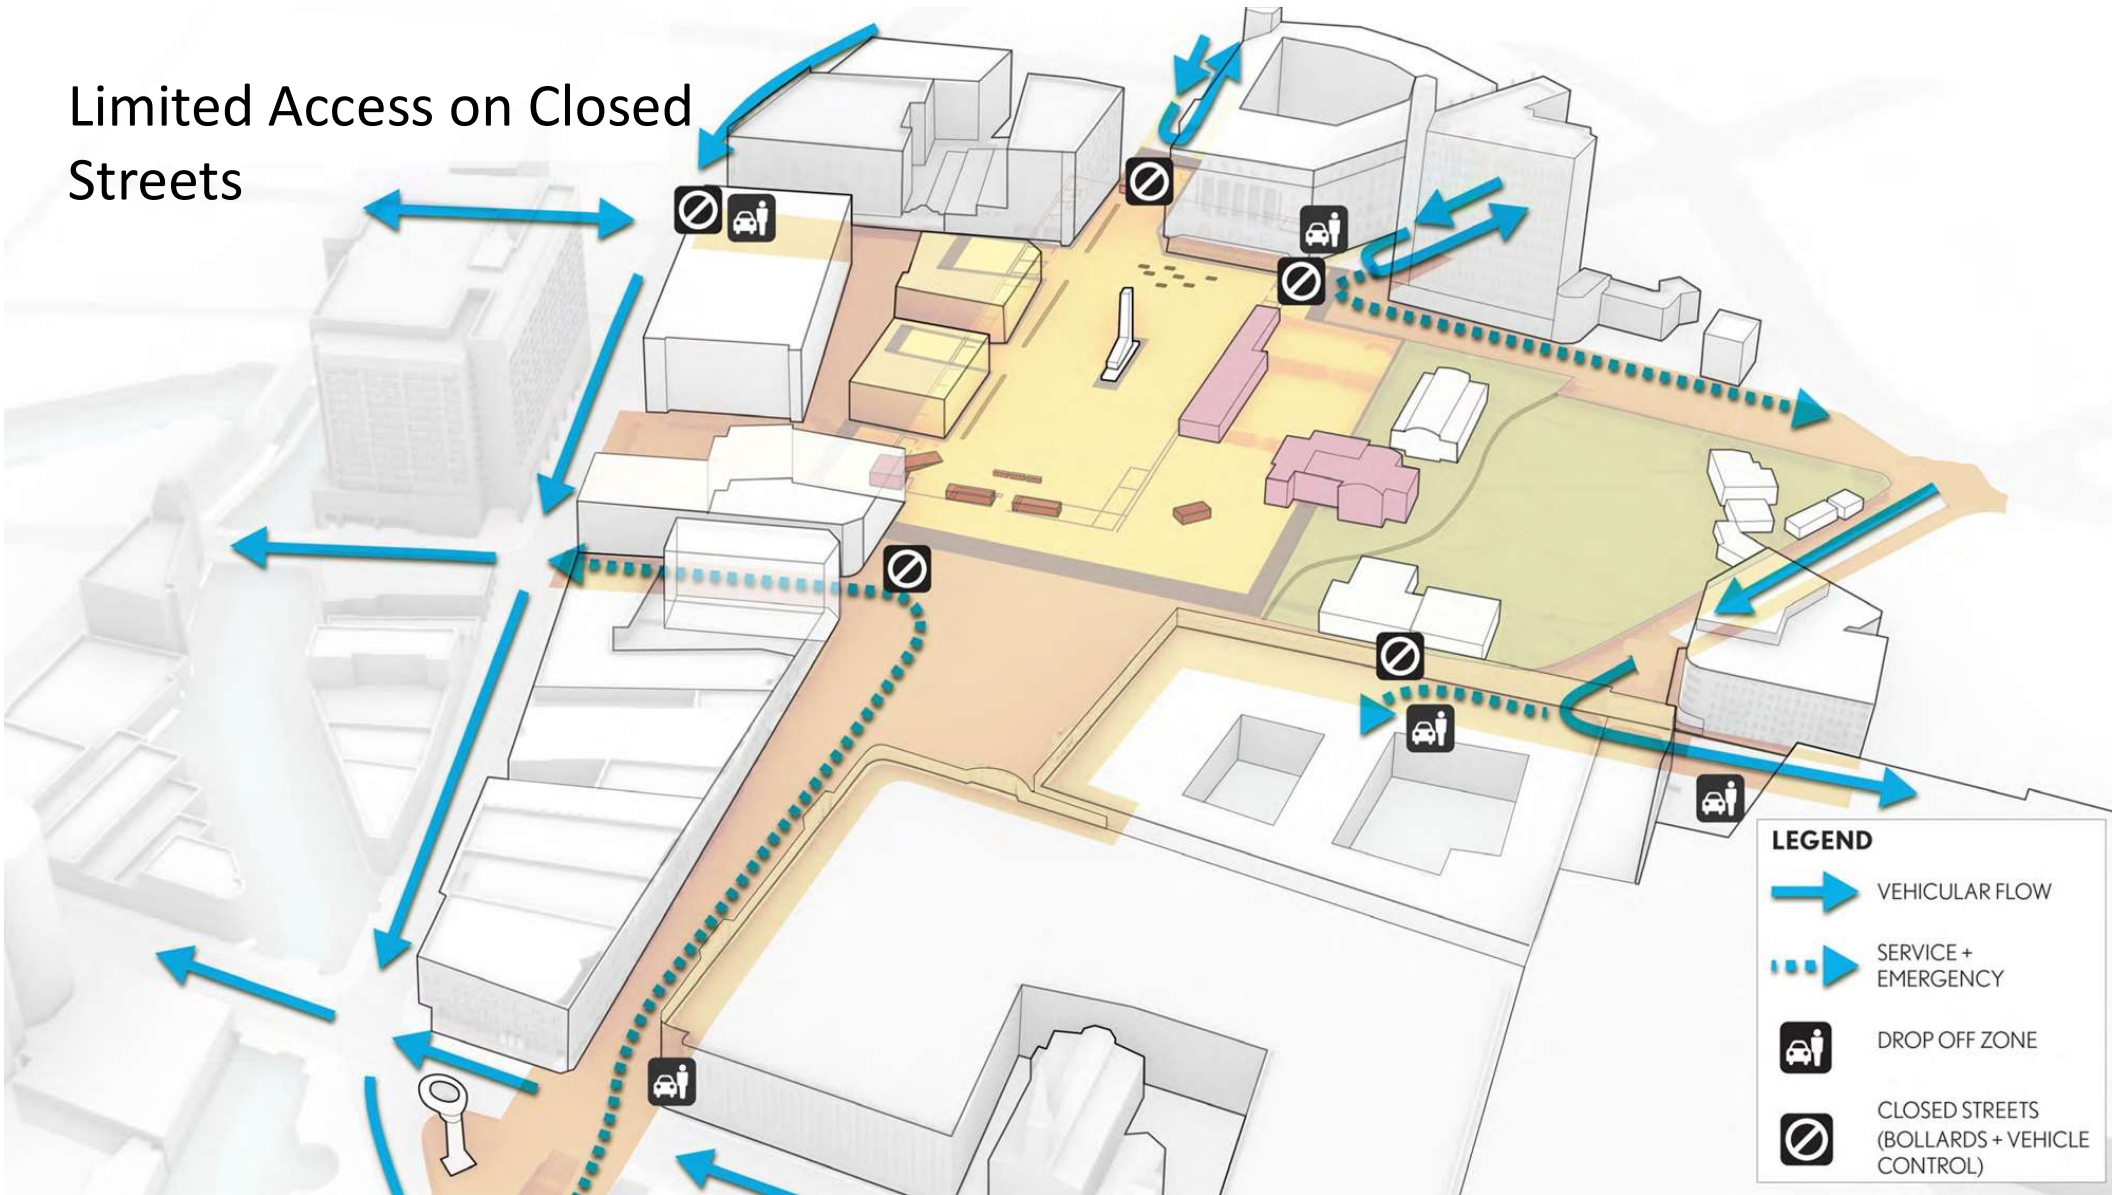 Limited Access on Closed
Streets
LEGEND
VEHICULAR FLOW
SERVICE +
EMERGENCY
DROP OFF ZONE
CLOSED STREETS
(BOLLARDS + VEHICLE
CONTROL)